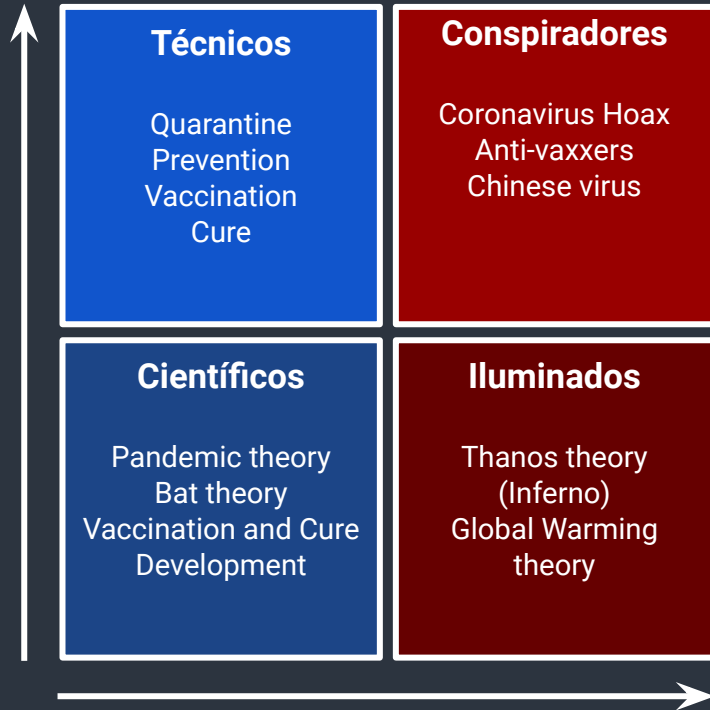 Técnicos
Quarantine
Prevention
Vaccination
Cure
Conspiradores
Coronavirus Hoax
Anti-vaxxers
Chinese virus
Científicos
Pandemic theory
Bat theory
Vaccination and Cure
Development
Iluminados
Thanos theory
(Inferno)
Global Warming
theory